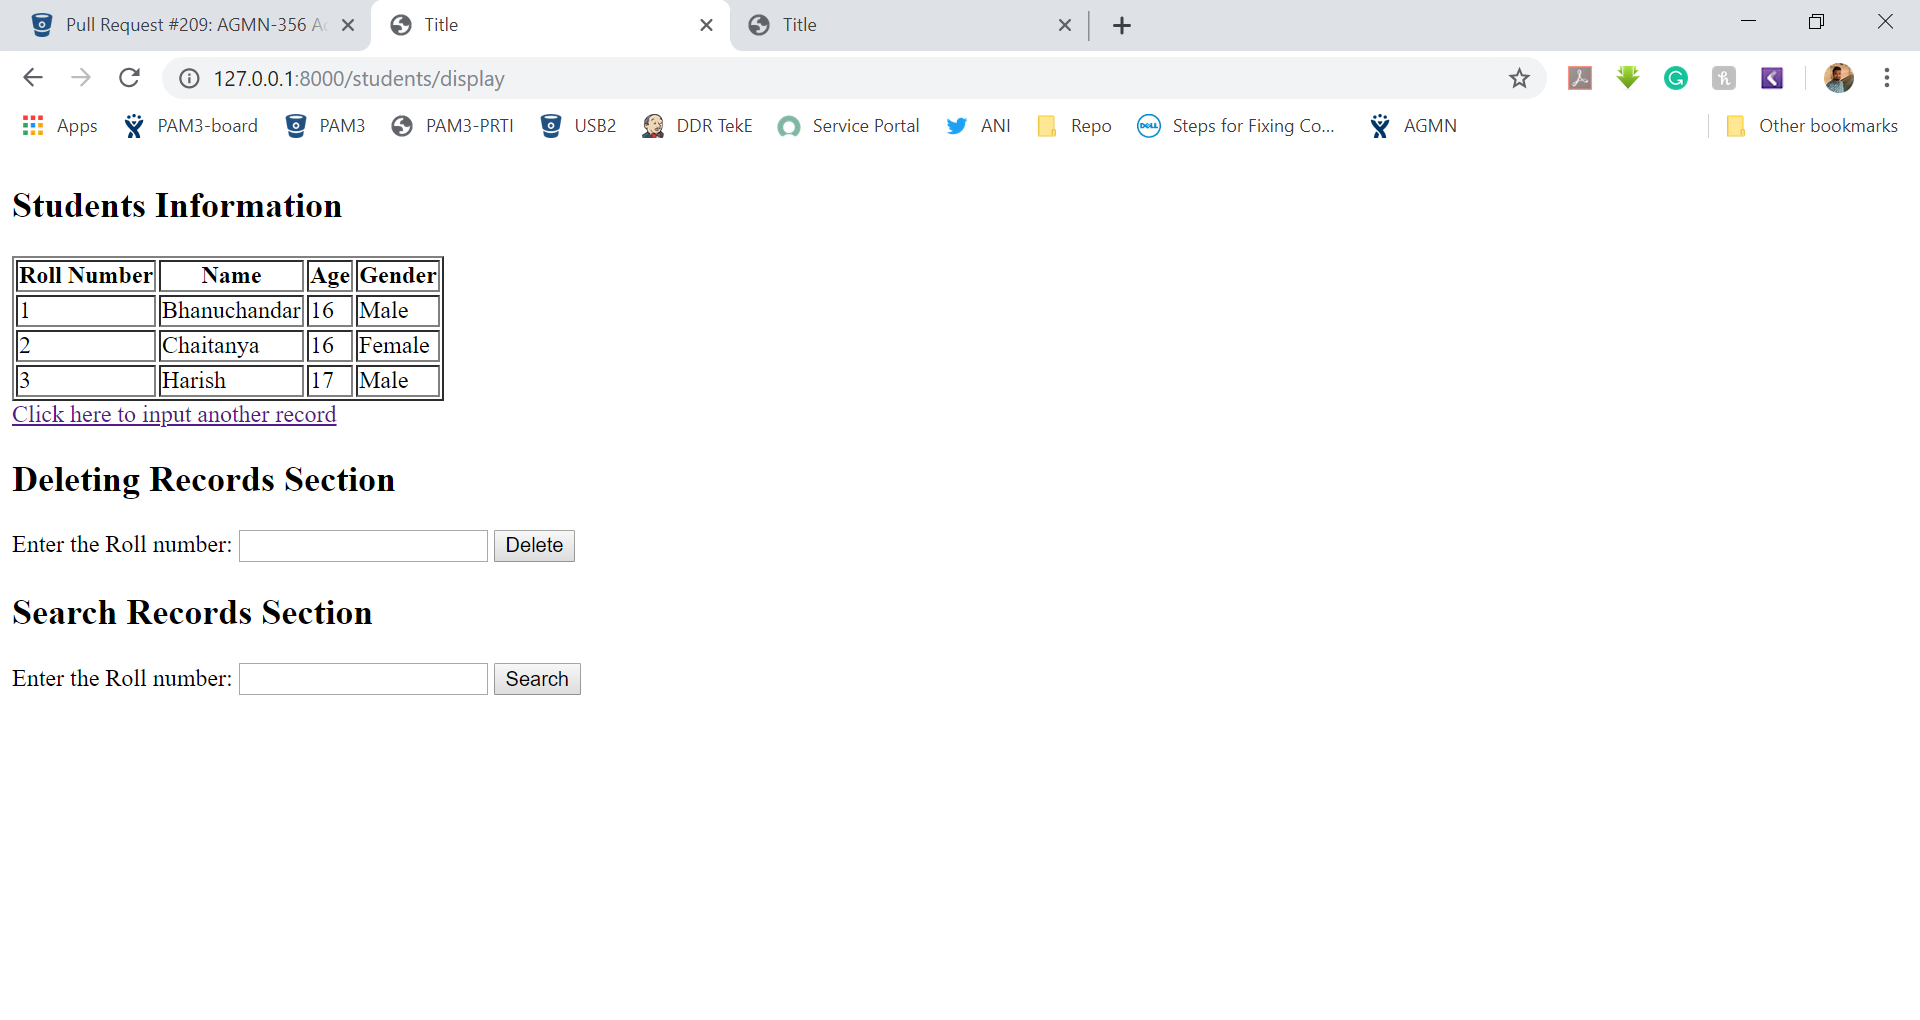 Pull Request #209: AGMN-356 Title Title
127.0.0.1:8000/students/display
Apps PAM3-board PAM3 PAM3-PRTI USB2 DDR TekE Service Portal ANI Repo DELL Steps for Fixing Co... AGMN Other bookmarks
Students Information
Roll Number Name Age Gender
1 Bhanuchandar 16 Male
2 Chaitanya 16 Female
3 Harish 17 Male
Click here to input another record
Deleting Records Section
Enter the Roll number: Delete
Search Records Section
Enter the Roll number: Search